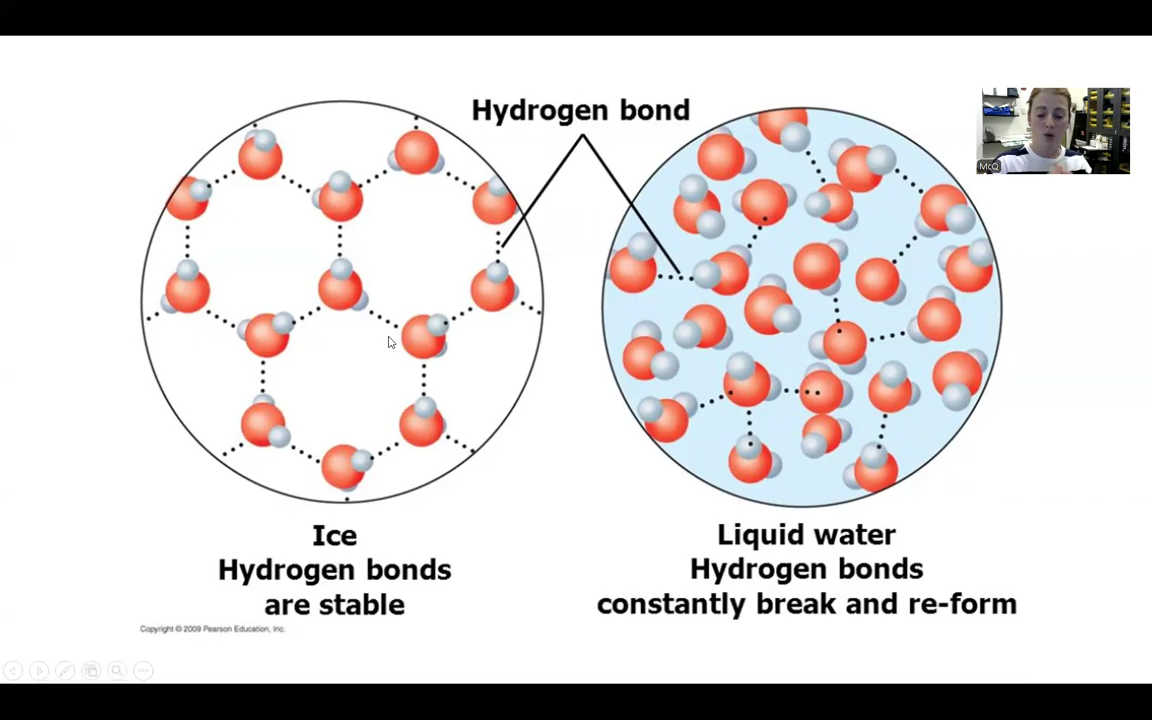 Hydrogen bond
McQ
Ice
Hydrogen bonds
are stable
Liquid water
Hydrogen bonds
constantly break and re-form
Copyright © 2009 Pearson Education, Inc.